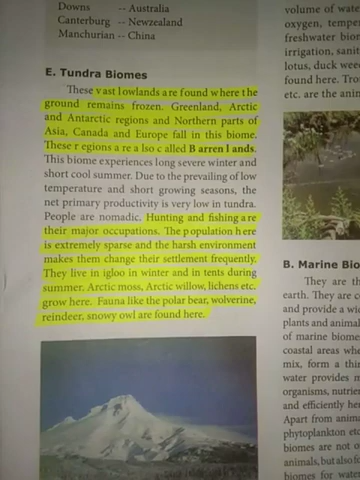 Downs -- Australia
Canterburg -- Newzealand
Manchurian -- China
E. Tundra Biomes
These vast lowlands are found where the
ground remains frozen. Greenland, Arctic
and Antarctic regions and Northern parts of
Asia, Canada and Europe fall in this biome.
These regions are also called Barren lands.
This biome experiences long severe winter and
short cool summer. Due to the prevailing of low
temperature and short growing seasons, the
net primary productivity is very low in tundra.
People are nomadic. Hunting and fishing are
their major occupations. The population here
is extremely sparse and the harsh environment
makes them change their settlement frequently.
They live in igloo in winter and in tents during
summer. Arctic moss, Arctic willow, lichens etc.
grow here. Fauna like the polar bear, wolverine,
reindeer, snowy owl are found here.
volume of wate
oxygen, temper
freshwater bior
irrigation, sanit
lotus, duck wee
found here. Tro
etc. are the anin
B. Marine Bio
They are th
earth. They are c
and provide a wi
plants and animal
of marine biomes
coastal areas whe
mix, form a thir
water provides m
organisms, nutrie
and efficiently he
Apart from anima
phytoplankton etc
biomes are not o
animals, but also fo
biomes for water